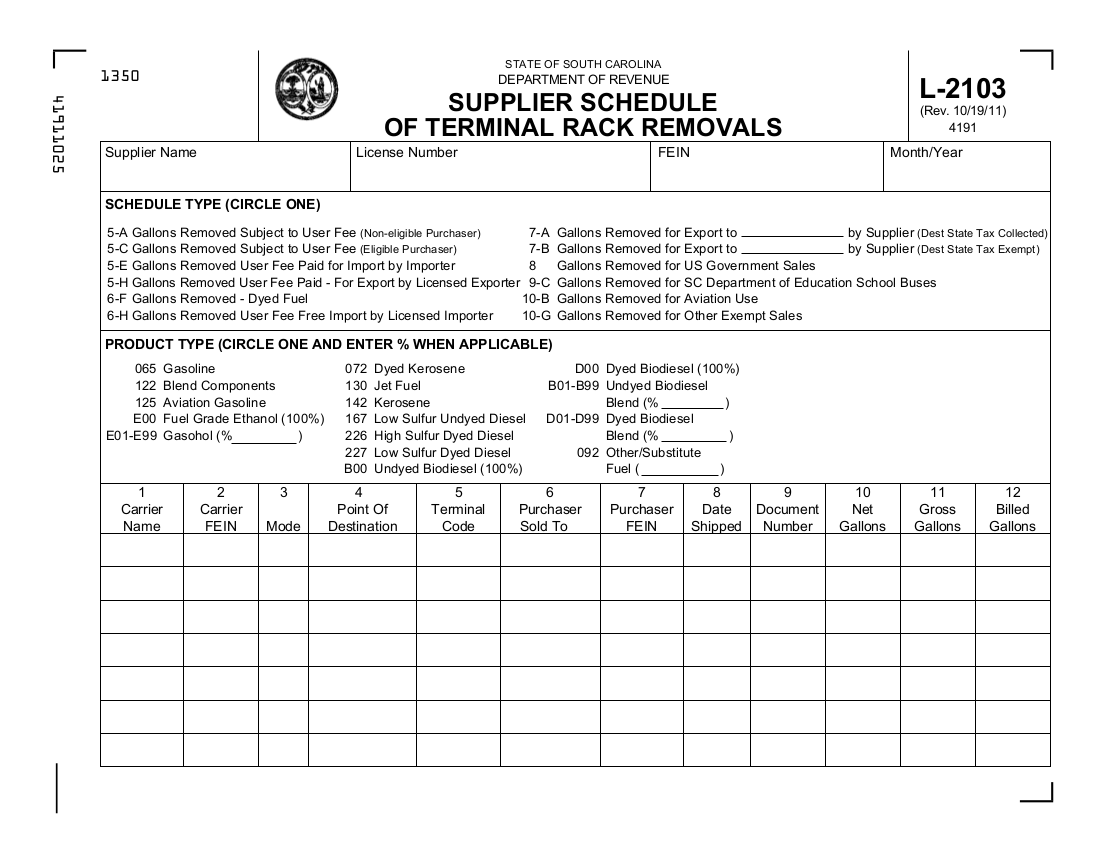 1350
41911025
STATE OF SOUTH CAROLINA
DEPARTMENT OF REVENUE
SUPPLIER SCHEDULE
OF TERMINAL RACK REMOVALS
L-2103
(Rev. 10/19/11)
4191
Supplier Name License Number FEIN Month/Year
SCHEDULE TYPE (CIRCLE ONE)
5-A Gallons Removed Subject to User Fee (Non-eligible Purchaser)
5-C Gallons Removed Subject to User Fee (Eligible Purchaser)
5-E Gallons Removed User Fee Paid for Import by Importer
5-H Gallons Removed User Fee Paid - For Export by Licensed Exporter
6-F Gallons Removed - Dyed Fuel
6-H Gallons Removed User Fee Free Import by Licensed Importer
7-A Gallons Removed for Export to ______________ by Supplier (Dest State Tax Collected)
7-B Gallons Removed for Export to ______________ by Supplier (Dest State Tax Exempt)
8 Gallons Removed for US Government Sales
9-C Gallons Removed for SC Department of Education School Buses
10-B Gallons Removed for Aviation Use
10-G Gallons Removed for Other Exempt Sales
PRODUCT TYPE (CIRCLE ONE AND ENTER % WHEN APPLICABLE)
065 Gasoline
122 Blend Components
125 Aviation Gasoline
E00 Fuel Grade Ethanol (100%)
E01-E99 Gasohol (%_________)
072 Dyed Kerosene
130 Jet Fuel
142 Kerosene
167 Low Sulfur Undyed Diesel
226 High Sulfur Dyed Diesel
227 Low Sulfur Dyed Diesel
B00 Undyed Biodiesel (100%)
D00 Dyed Biodiesel (100%)
B01-B99 Undyed Biodiesel
Blend (% _________)
D01-D99 Dyed Biodiesel
Blend (% _________)
092 Other/Substitute
Fuel ( ___________)
1 2 3 4 5 6 7 8 9 10 11 12
Carrier Carrier Point Of Terminal Purchaser Purchaser Date Document Net Gross Billed
Name FEIN Mode Destination Code Sold To FEIN Shipped Number Gallons Gallons Gallons